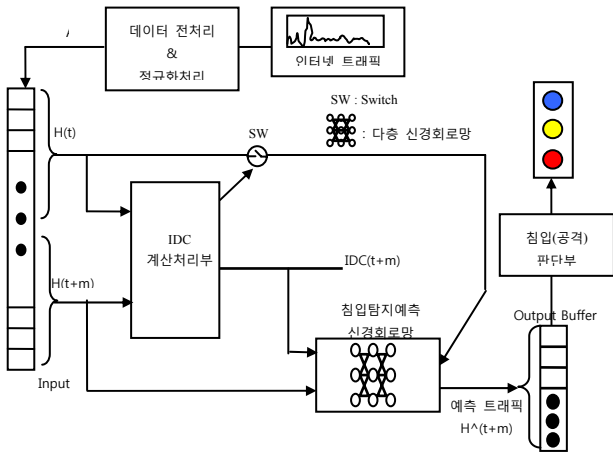 데이터 전처리
&
정규화처리
인터넷 트래픽
SW : Switch
: 다층 신경회로망
H(t)
SW
IDC
계산처리부
IDC(t+m)
침입(공격)
판단부
H(t+m)
침입탐지예측
신경회로망
Output Buffer
Input
예측 트래픽
H^(t+m)